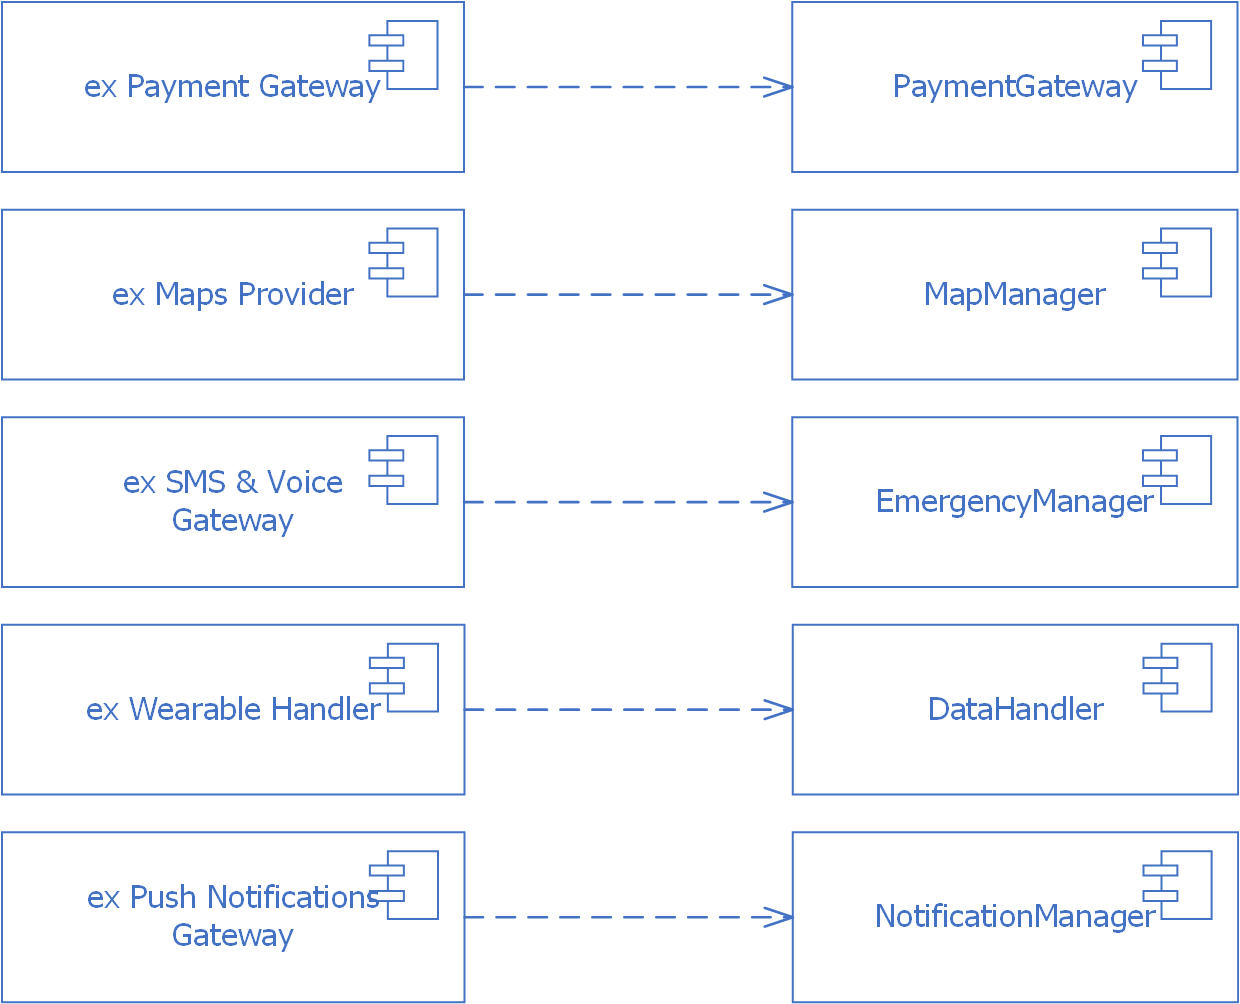 ex Payment Gateway
PaymentGateway
ex Maps Provider
MapManager
ex SMS & Voice
Gateway
EmergencyManager
ex Wearable Handler
DataHandler
ex Push Notifications
Gateway
NotificationManager